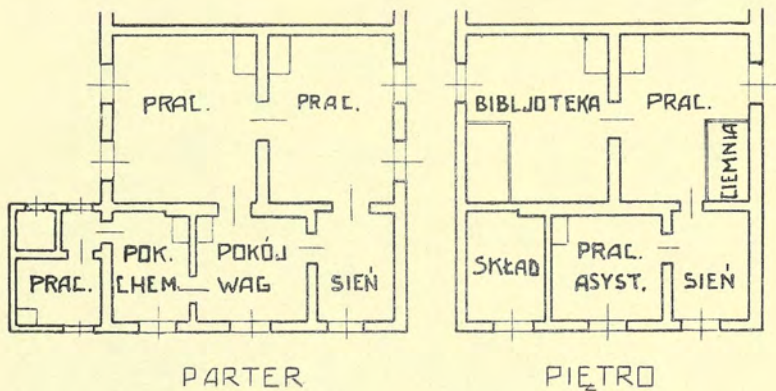 PRAC.
PRAC.
POK.
CHEM.
POKÓJ
WAG
SIEŃ
PRAC.
PARTER
BIBLJOTEKA
PRAC.
CIEMNIA
SKŁAD
PRAC.
ASYST.
SIEŃ
PIĘTRO